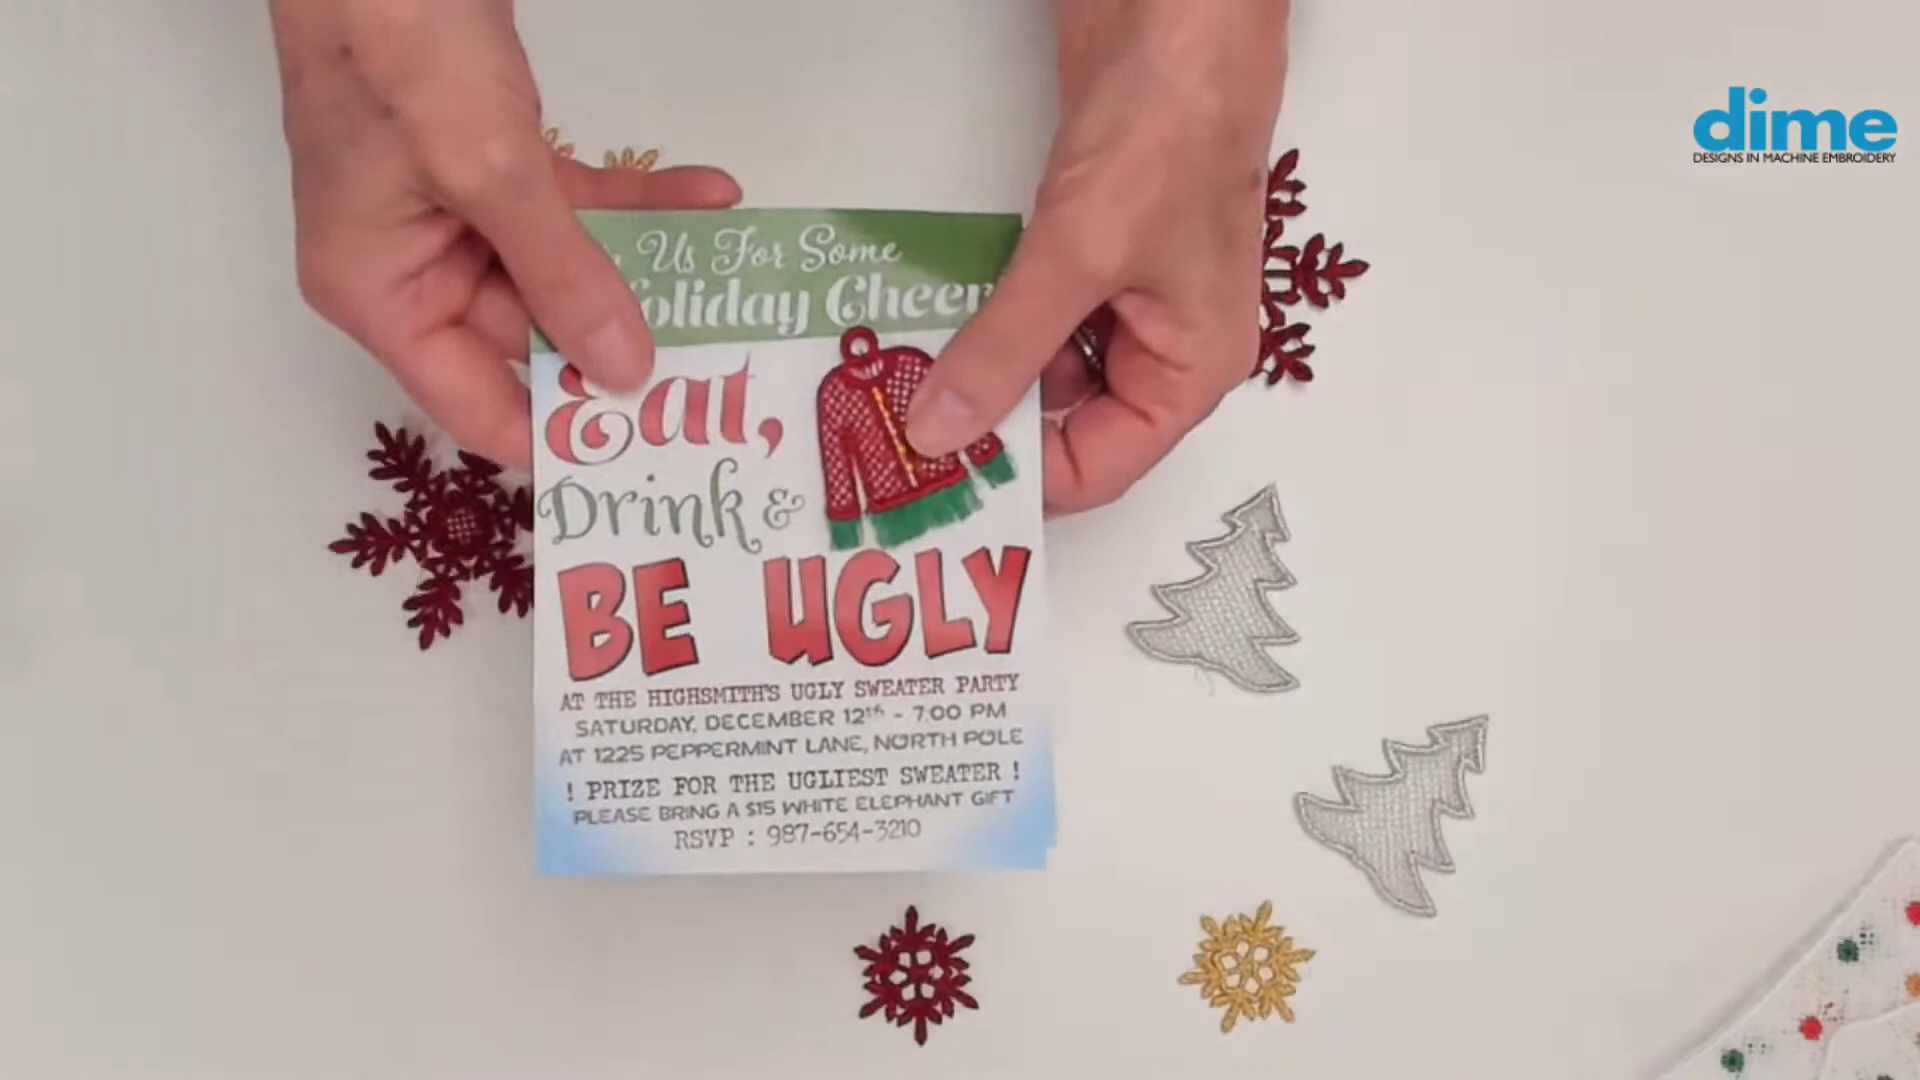 Us For Some
Cheer
Eat,
Drink &
BE UGLY
AT THE HIGHSMITH'S UGLY SWEATER PARTY
SATURDAY, DECEMBER 12th - 7:00 PM
AT 1225 PEPPERMINT LANE, NORTH POLE
! PRIZE FOR THE UGLIEST SWEATER !
PLEASE BRING A $15 WHITE ELEPHANT GIFT
RSVP : 987-654-3210
dime
DESIGNS IN MACHINE EMBROIDERY